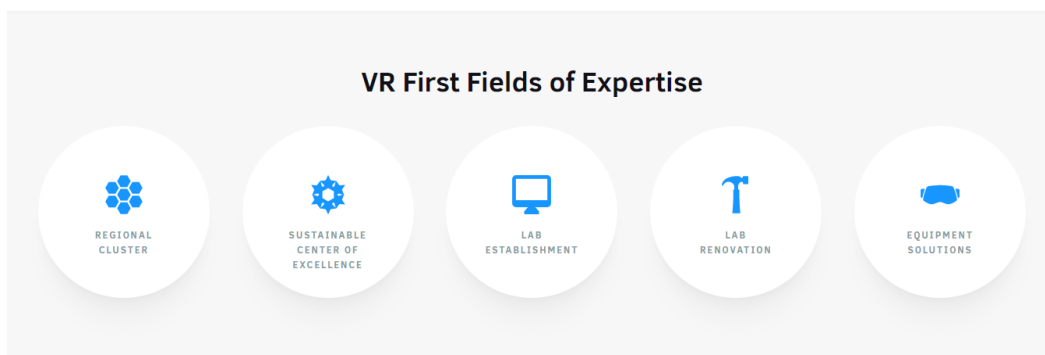 VR First Fields of Expertise
REGIONAL
CLUSTER
SUSTAINABLE
CENTER OF
EXCELLENCE
LAB
ESTABLISHMENT
LAB
RENOVATION
EQUIPMENT
SOLUTIONS